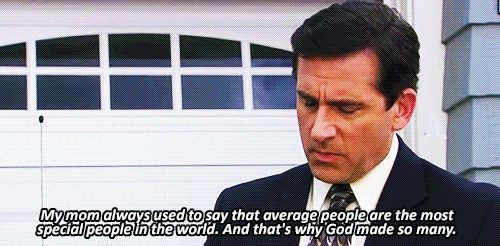 My mom always used to say that average people are the most
special people in the world. And that's why God made so many.